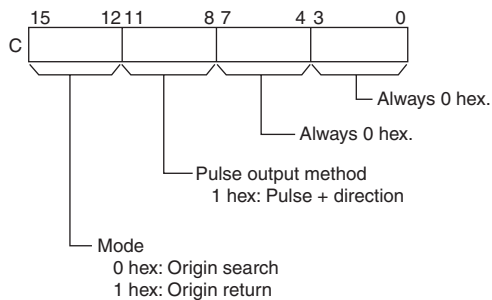 15 12 11 8 7 4 3 0
C
Always 0 hex.
Always 0 hex.
Pulse output method
1 hex: Pulse + direction
Mode
0 hex: Origin search
1 hex: Origin return